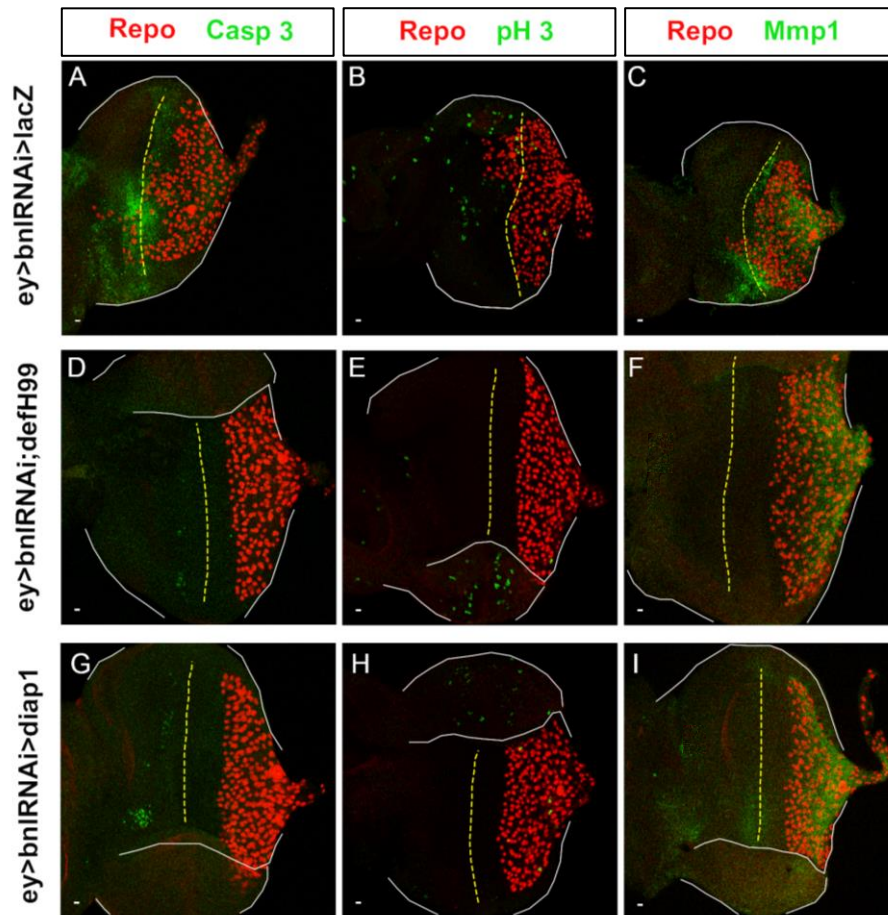 Repo Casp 3
Repo pH 3
Repo Mmp1
ey>bnlRNAi>lacZ
A
B
C
ey>bnlRNAi;defH99
D
E
F
ey>bnlRNAi>diap1
G
H
I